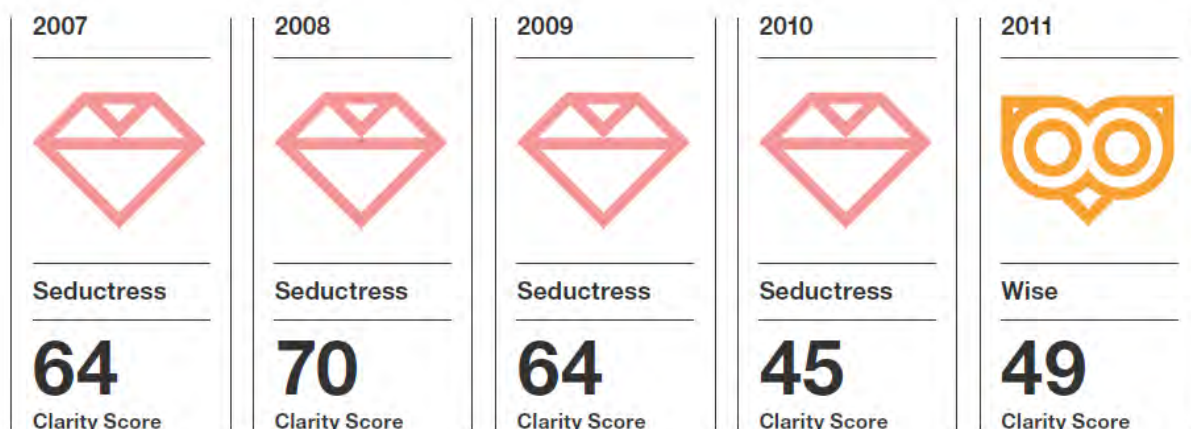 2007
Seductress
64
Clarity Score
2008
Seductress
70
Clarity Score
2009
Seductress
64
Clarity Score
2010
Seductress
45
Clarity Score
2011
Wise
49
Clarity Score